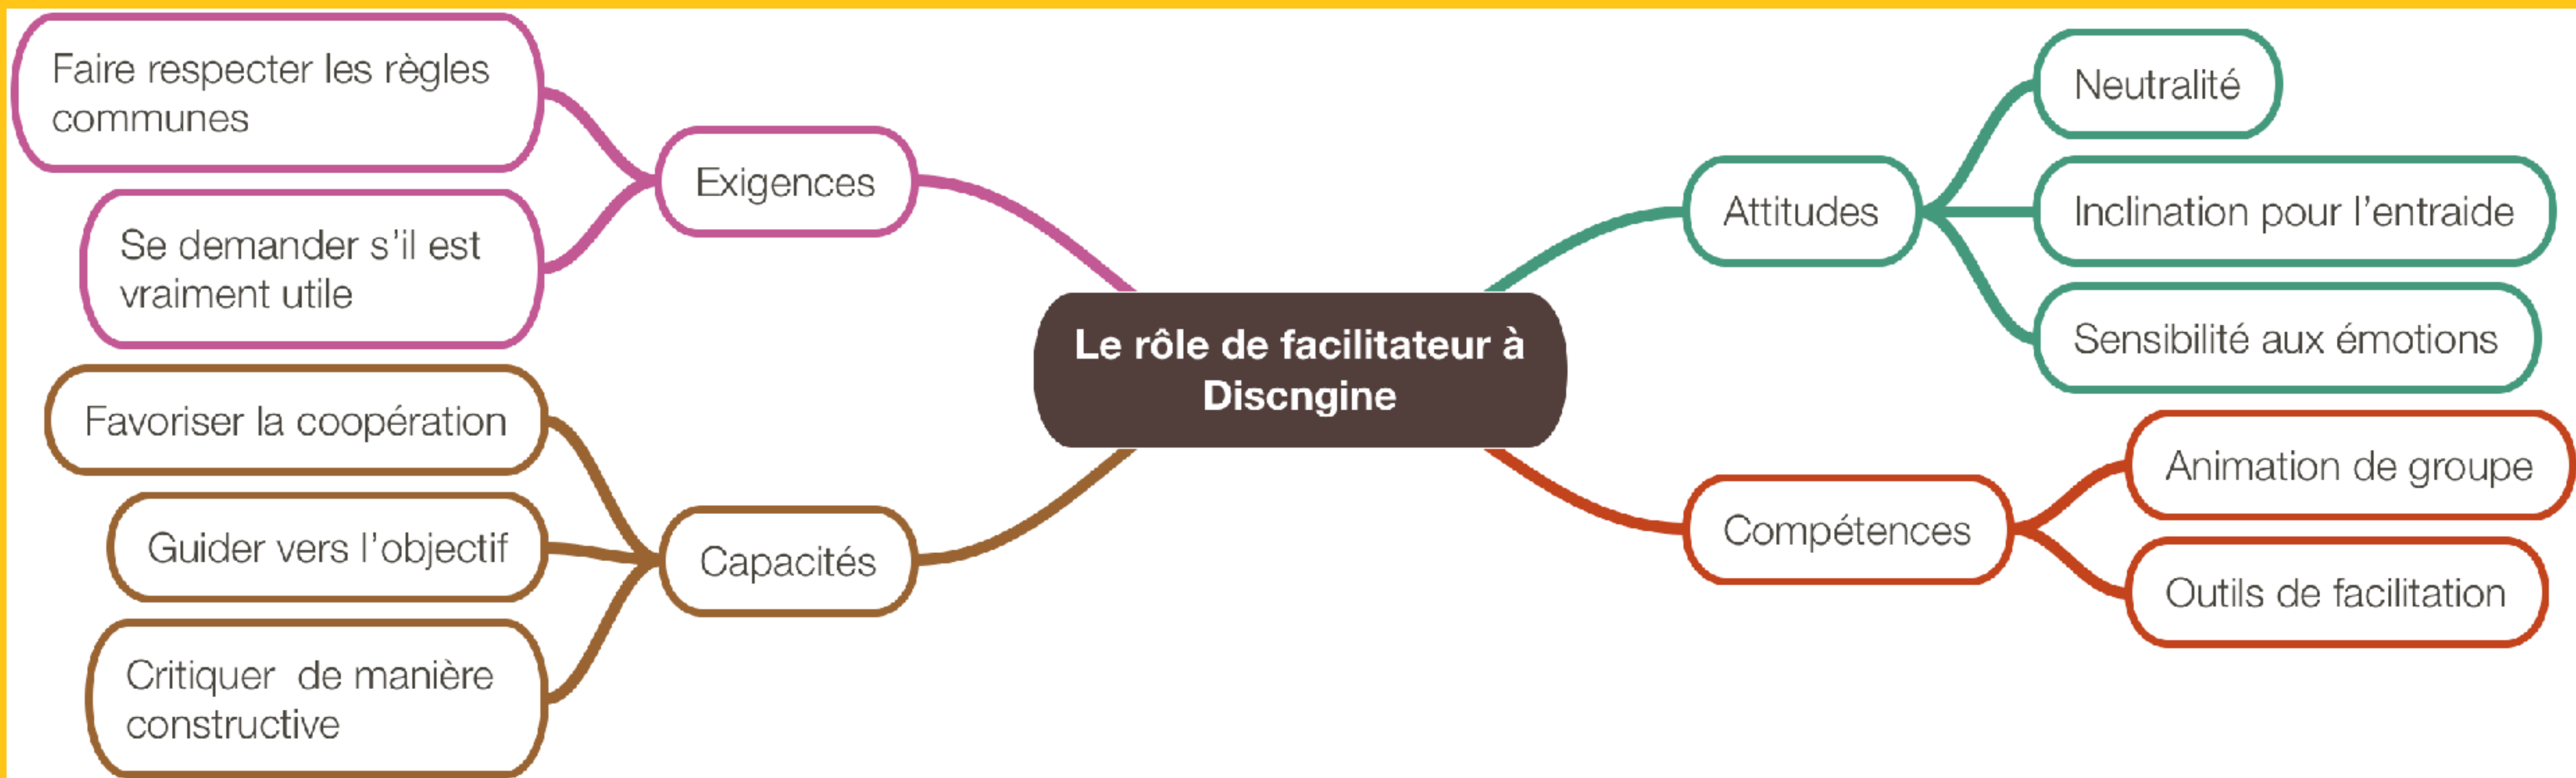 Faire respecter les règles
communes
Se demander s'il est
vraiment utile
Exigences
Favoriser la coopération
Guider vers l'objectif
Critiquer  de manière
constructive
Capacités
Le rôle de facilitateur à
Discngine
Attitudes
Neutralité
Inclination pour l'entraide
Sensibilité aux émotions
Compétences
Animation de groupe
Outils de facilitation